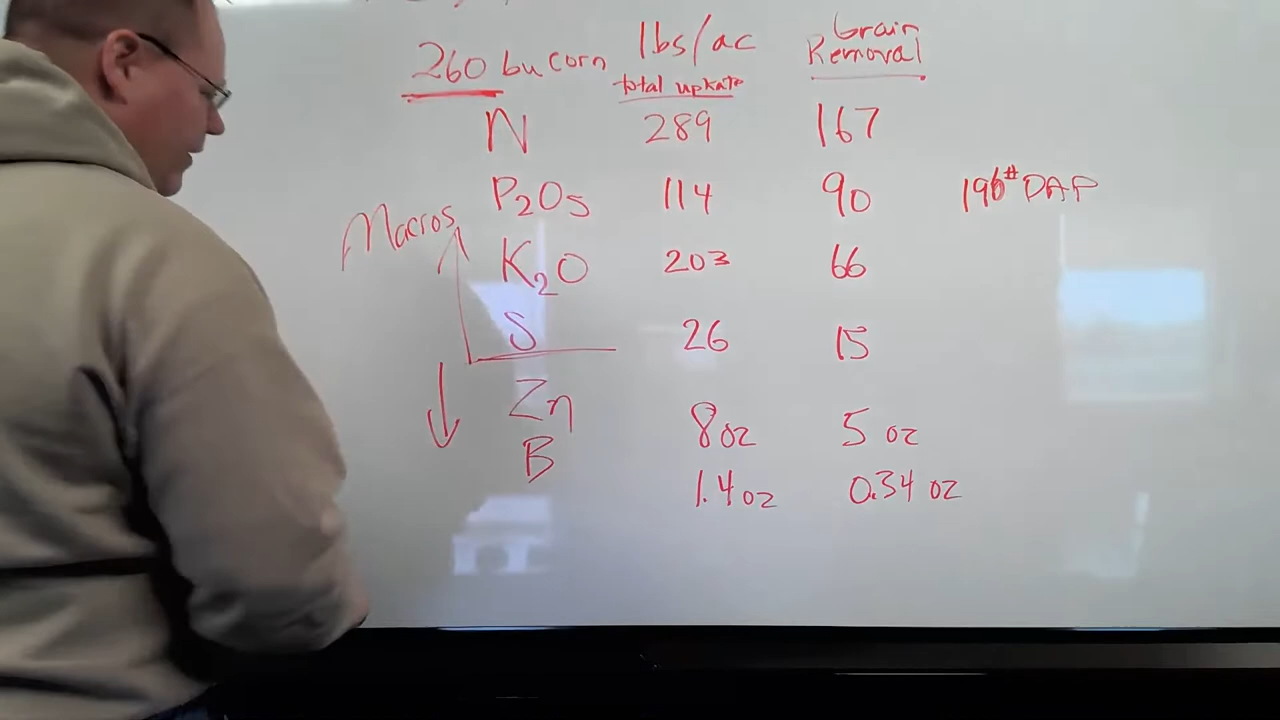 260 bu corn lbs/ac grain Removal
total upkate
N 289 167
P2O5 114 90 196# DAP
Macros
K2O 203 66
S 26 15
Zn 8 oz 5 oz
B 1.4 oz 0.34 oz